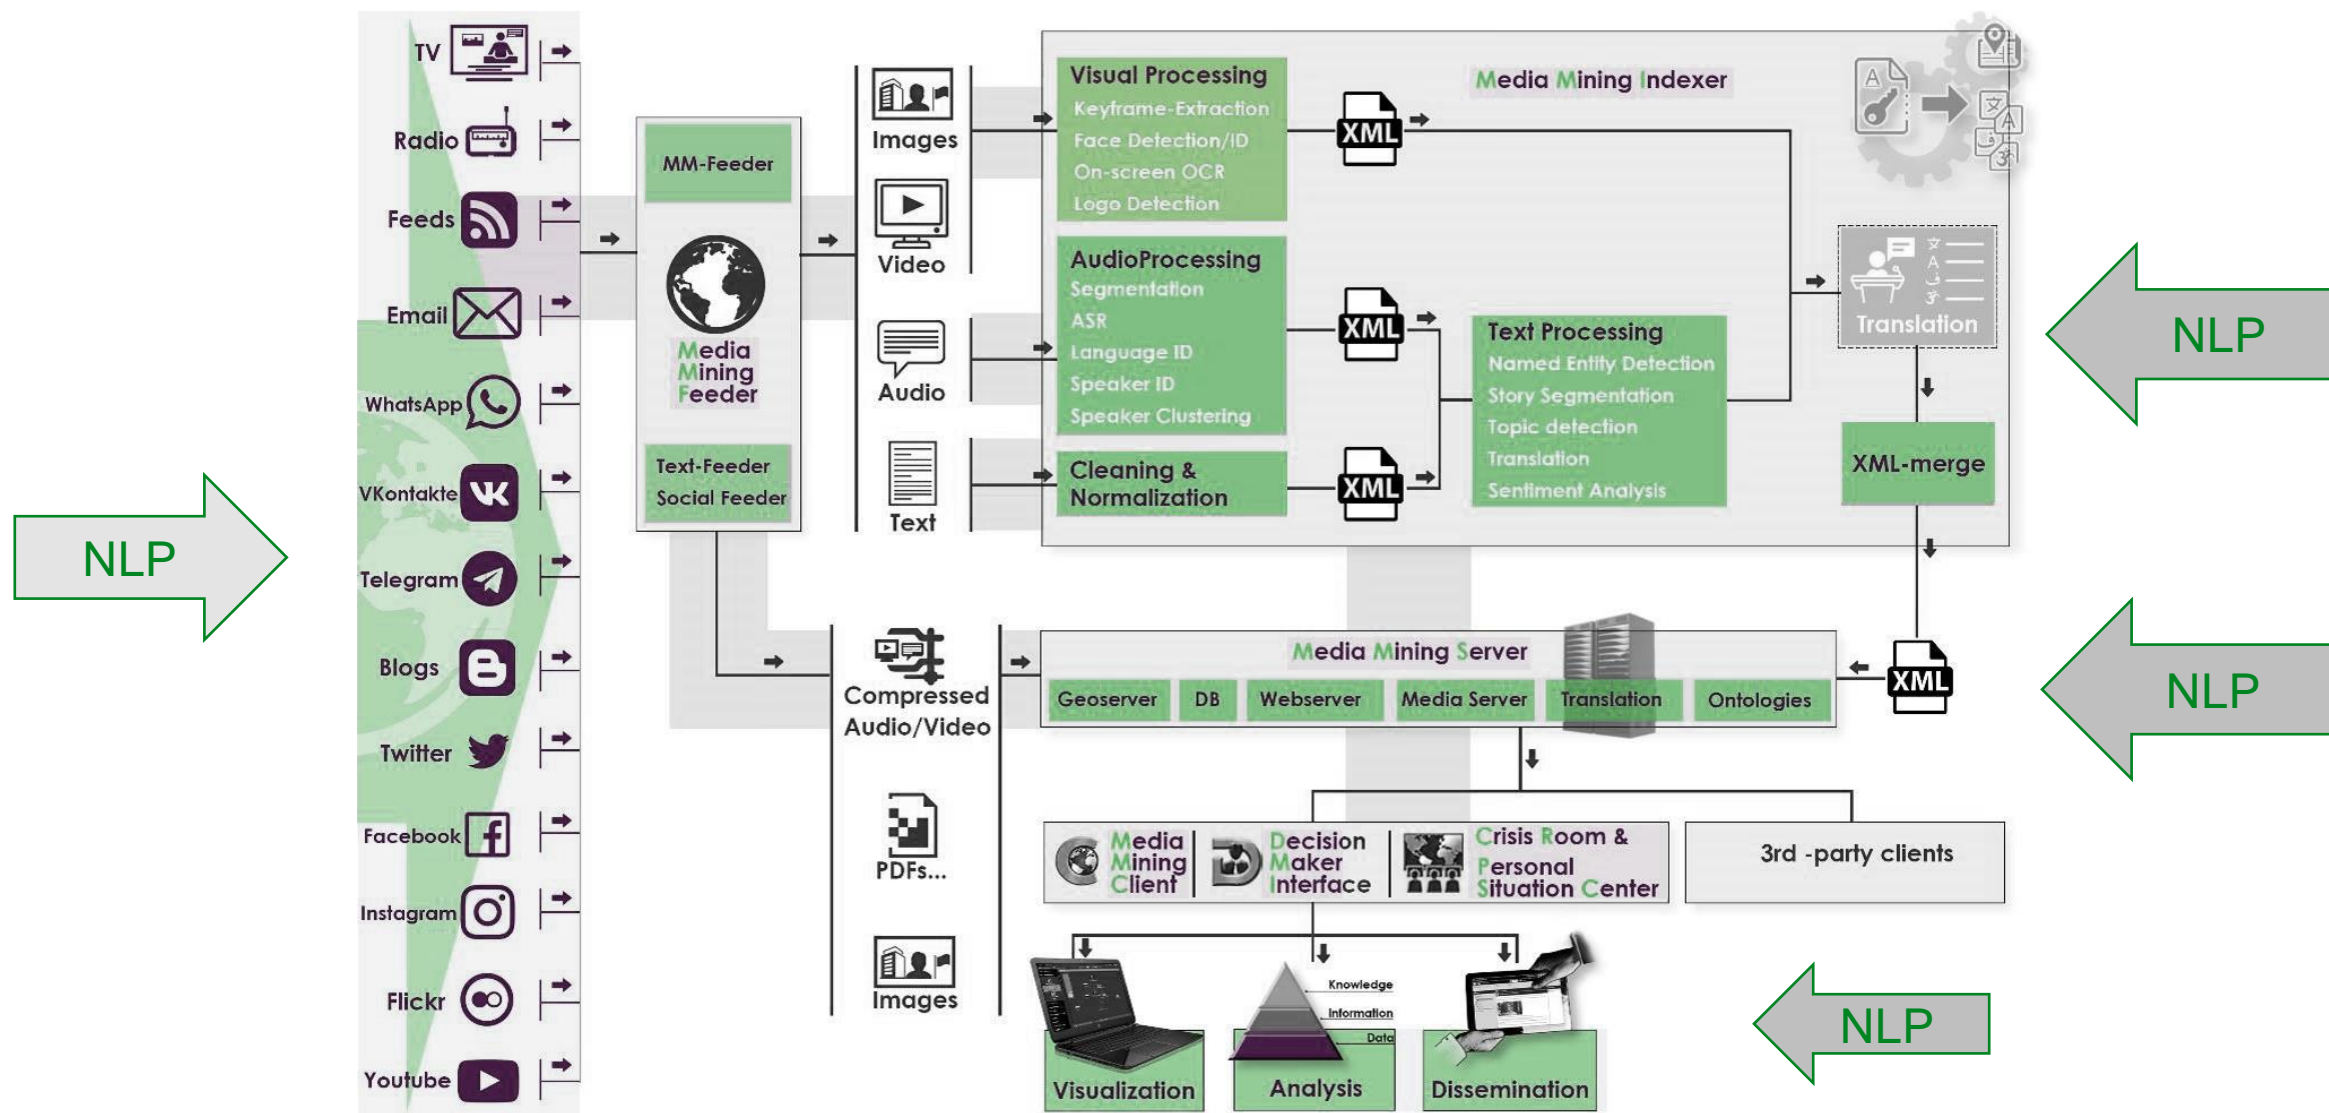 NLP
TV
Radio
Feeds
Email
WhatsApp
VKontakte
Telegram
Blogs
Twitter
Facebook
Instagram
Flickr
Youtube
MM-Feeder
Media
Mining
Feeder
Text-Feeder
Social Feeder
Images
Video
Audio
Text
Media Mining Indexer
Visual Processing
Keyframe-Extraction
Face Detection/ID
On-screen OCR
Logo Detection
XML
AudioProcessing
Segmentation
ASR
Language ID
Speaker ID
Speaker Clustering
XML
Cleaning &
Normalization
XML
Text Processing
Named Entity Detection
Story Segmentation
Topic detection
Translation
Sentiment Analysis
Translation
XML-merge
NLP
Compressed
Audio/Video
PDFs...
Images
Media Mining Server
Geoserver
DB
Webserver
Media Server
Translation
Ontologies
XML
NLP
Media
Mining
Client
Decision
Maker
Interface
Crisis Room &
Personal
Situation Center
3rd -party clients
Visualization
Knowledge
Information
Data
Analysis
Dissemination
NLP